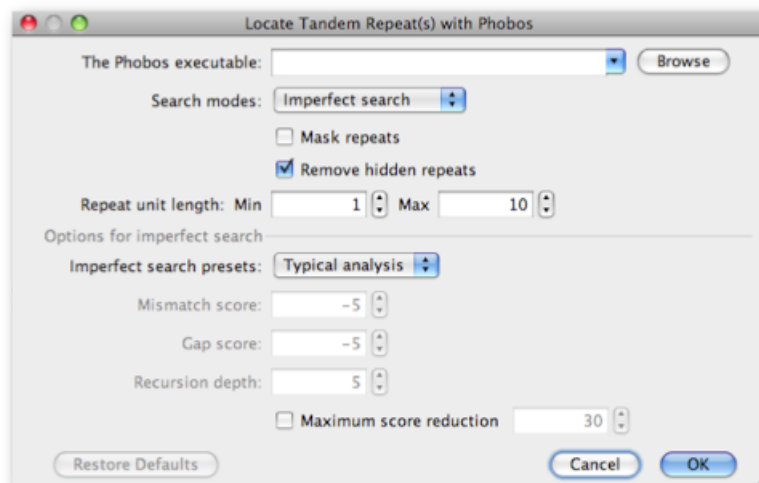 Locate Tandem Repeat(s) with Phobos
The Phobos executable: Browse
Search modes: Imperfect search
Mask repeats
Remove hidden repeats
Repeat unit length: Min 1 Max 10
Options for imperfect search
Imperfect search presets: Typical analysis
Mismatch score: -5
Gap score: -5
Recursion depth: 5
Maximum score reduction 30
Restore Defaults Cancel OK